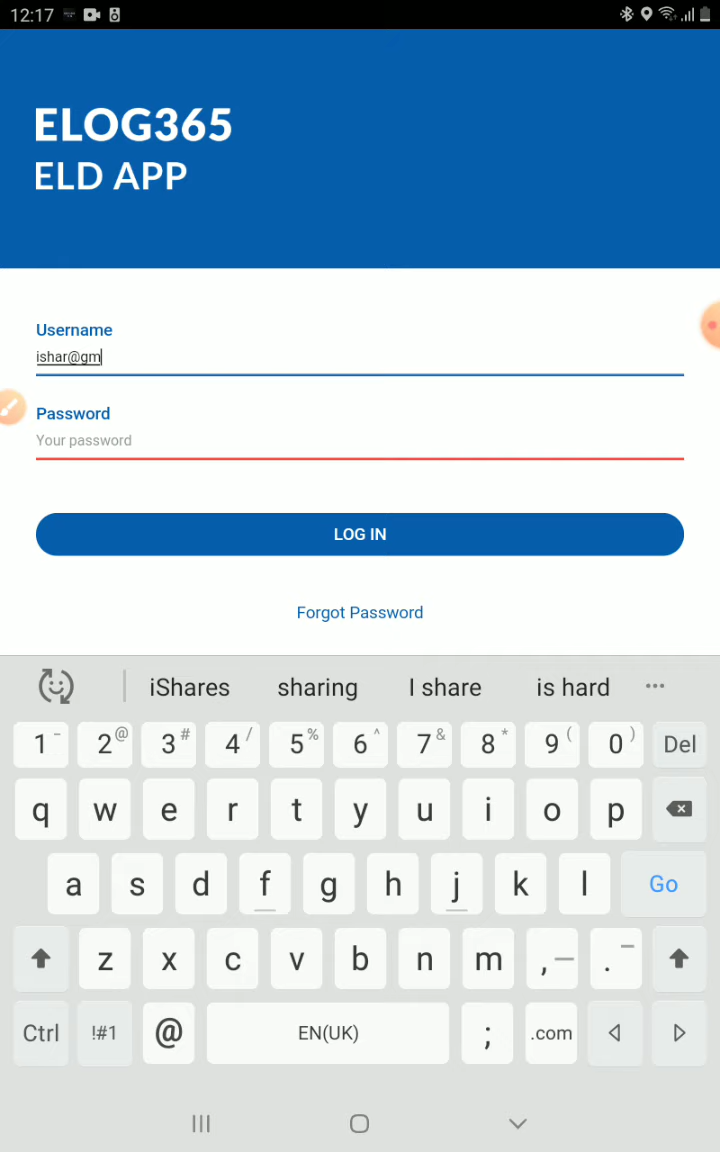 12:17
ELOG365
ELD APP
Username
ishar@gm
Password
Your password
LOG IN
Forgot Password
iShares sharing I share is hard ...
1 - 2 @ 3 # 4 / 5 % 6 ^ 7 & 8 * 9 ( 0 ) Del
q w e r t y u i o p
a s d f g h j k l Go
z x c v b n m , — . –
Ctrl !#1 @ EN(UK) ; .com